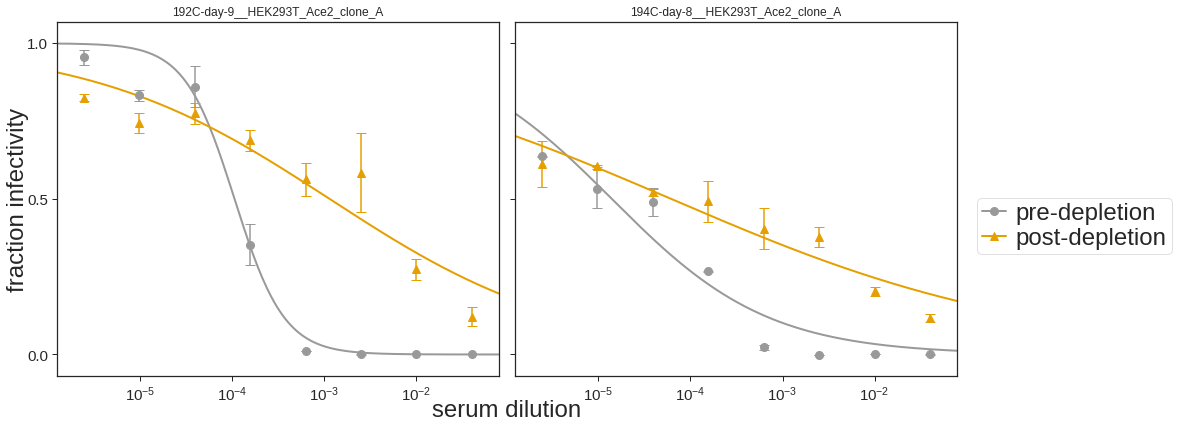 192C-day-9__HEK293T_Ace2_clone_A
194C-day-8__HEK293T_Ace2_clone_A
fraction infectivity
1.0
0.5
0.0
10⁻⁵
10⁻⁴
10⁻³
10⁻²
10⁻⁵
10⁻⁴
10⁻³
10⁻²
serum dilution
pre-depletion
post-depletion